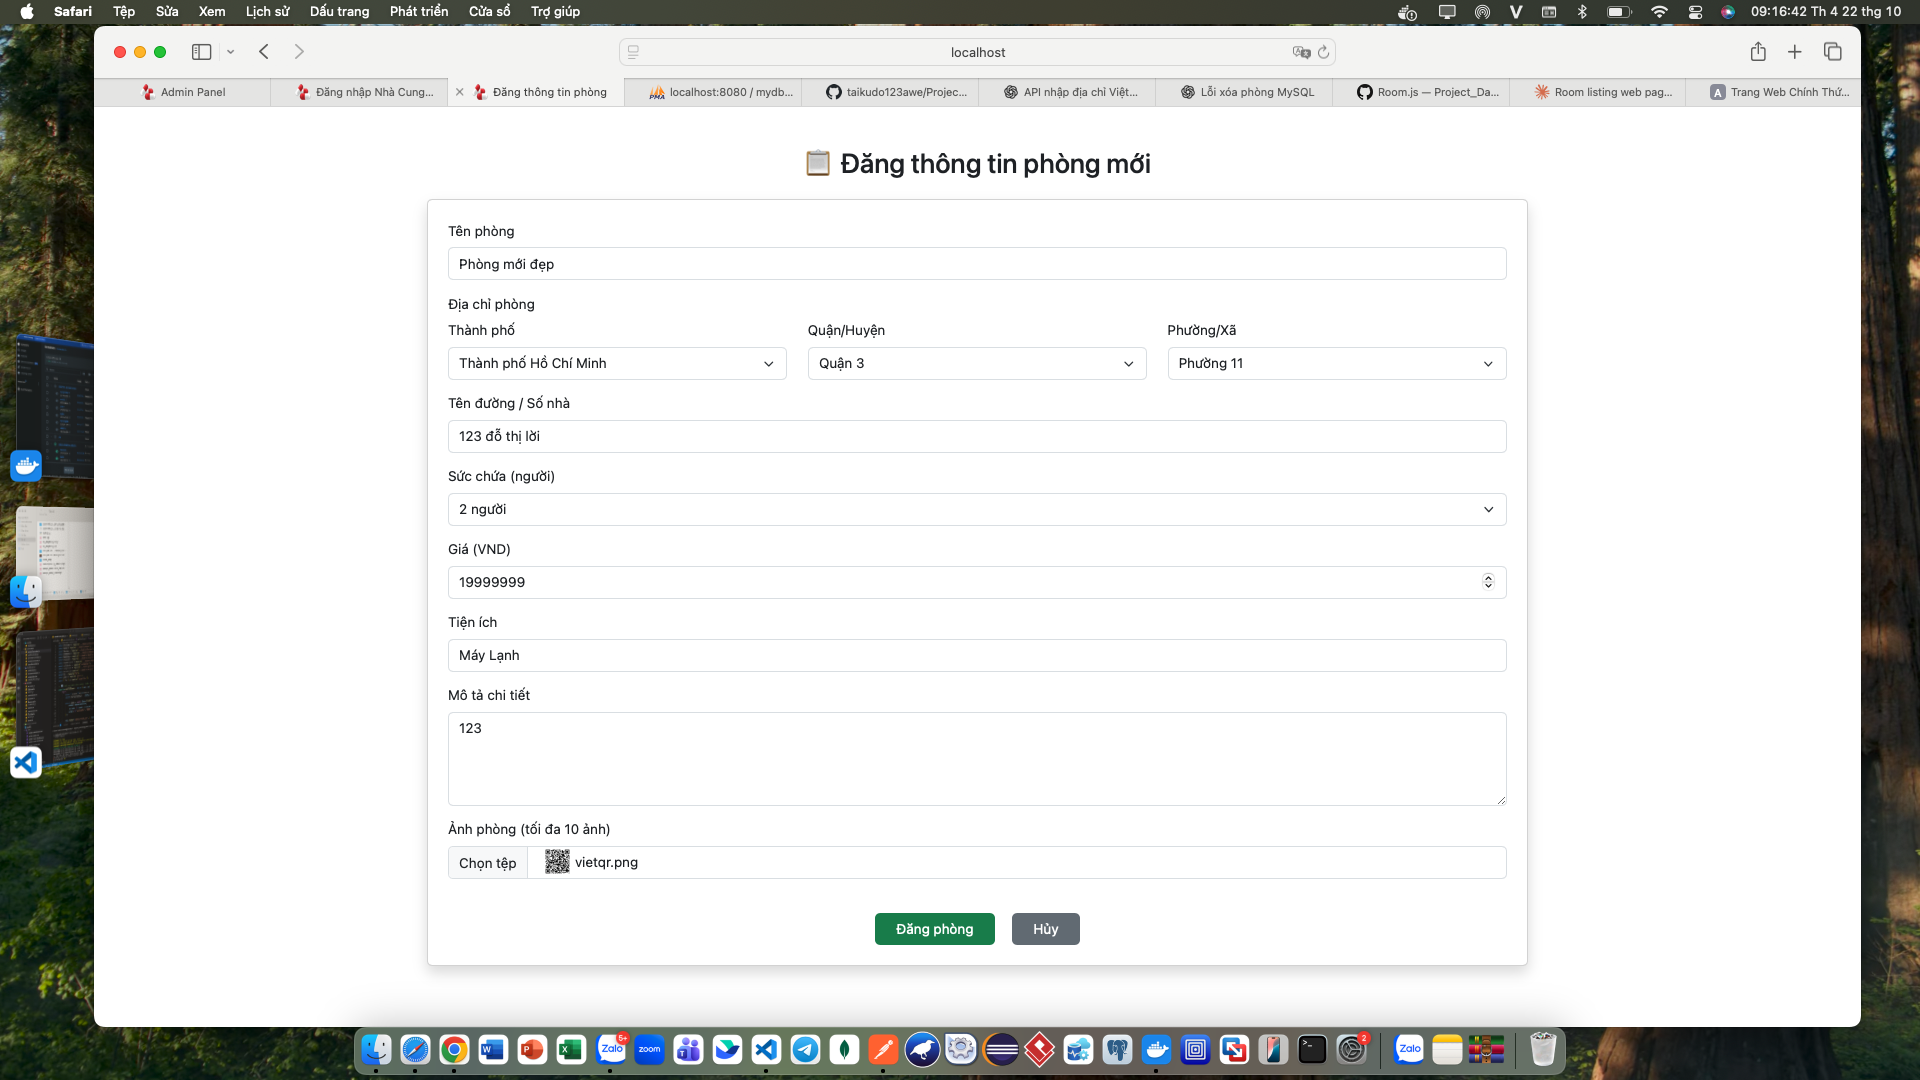 Safari Tệp Sửa Xem Lịch sử Dấu trang Phát triển Cửa sổ Trợ giúp 09:16:42 Th 4 22 thg 10
localhost
Admin Panel Đăng nhập Nhà Cung... Đăng thông tin phòng localhost:8080 / mydb... taikudo123awe/Projec... API nhập địa chỉ Việt... Lỗi xóa phòng MySQL Room.js — Project_Da... Room listing web pag... Trang Web Chính Thứ...
Đăng thông tin phòng mới
Tên phòng
Phòng mới đẹp
Địa chỉ phòng
Thành phố Quận/Huyện Phường/Xã
Thành phố Hồ Chí Minh Quận 3 Phường 11
Tên đường / Số nhà
123 đỗ thị lời
Sức chứa (người)
2 người
Giá (VND)
19999999
Tiện ích
Máy Lạnh
Mô tả chi tiết
123
Ảnh phòng (tối đa 10 ảnh)
Chọn tệp vietqr.png
Đăng phòng Hủy
5+ 2
Zalo zoom Zalo